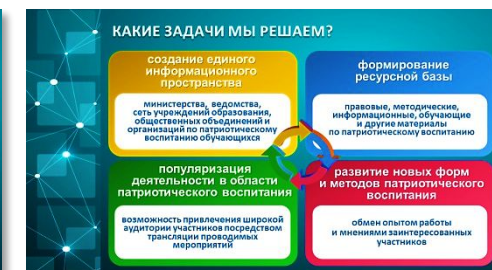 КАКИЕ ЗАДАЧИ МЫ РЕШАЕМ?
создание единого
информационного
пространства
министерства, ведомства,
сеть учреждений образования,
общественных объединений и
организаций по патриотическому
воспитанию обучающихся
формирование
ресурсной базы
правовые, методические,
информационные, обучающие
и другие материалы
по патриотическому воспитанию
популяризация
деятельности в области
патриотического воспитания
возможность привлечения широкой
аудитории участников посредством
трансляции проводимых
мероприятий
развитие новых форм
и методов патриотического
воспитания
обмен опытом работы
и мнениями заинтересованных
участников